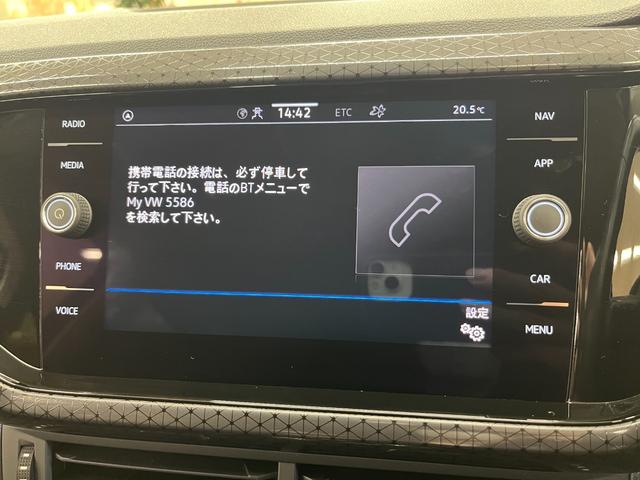 RADIO
14:42
ETC
20.5℃
NAV
MEDIA
APP
携帯電話の接続は、必ず停車して
行って下さい。電話のBTメニューで
My VW 5586
を検索して下さい。
PHONE
CAR
VOICE
設定
MENU